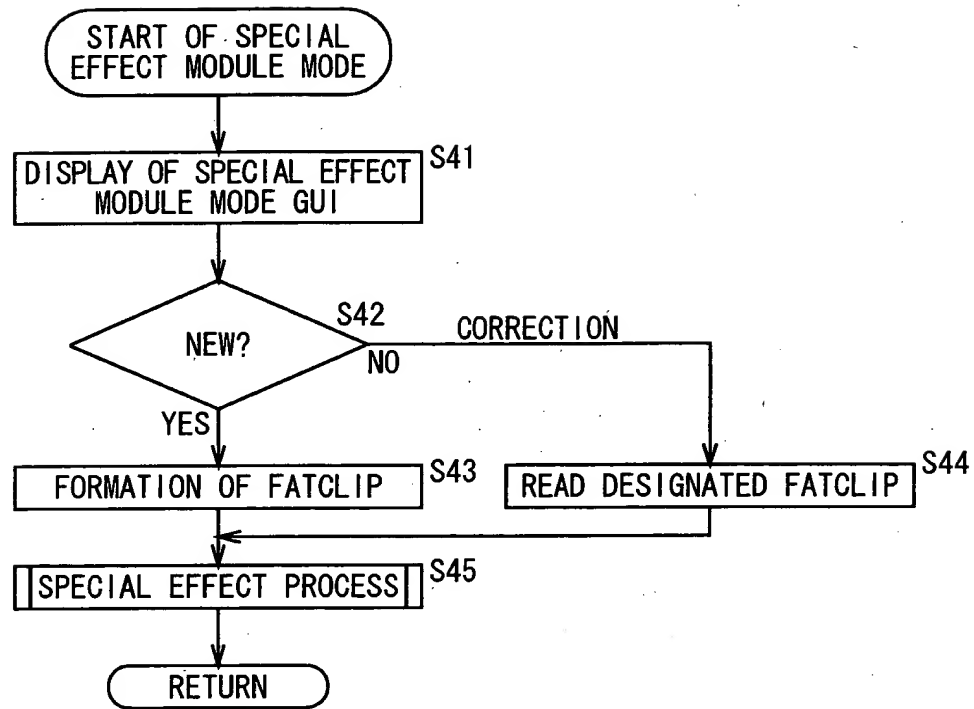 START OF SPECIAL
EFFECT MODULE MODE
S41
DISPLAY OF SPECIAL EFFECT
MODULE MODE GUI
S42
NEW?
CORRECTION
NO
YES
S43
FORMATION OF FATCLIP
S44
READ DESIGNATED FATCLIP
S45
SPECIAL EFFECT PROCESS
RETURN